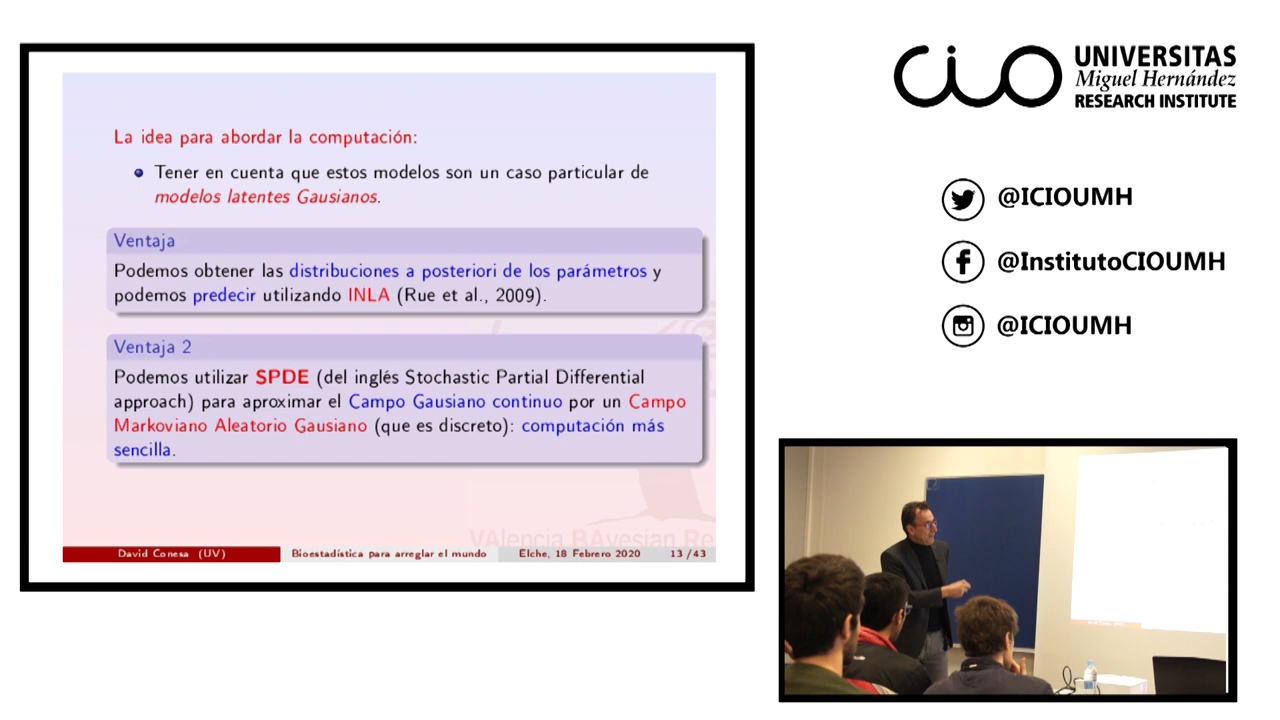 La idea para abordar la computación:
Tener en cuenta que estos modelos son un caso particular de
modelos latentes Gausianos.
Ventaja
Podemos obtener las distribuciones a posteriori de los parámetros y
podemos predecir utilizando INLA (Rue et al., 2009).
Ventaja 2
Podemos utilizar SPDE (del inglés Stochastic Partial Differential
approach) para aproximar el Campo Gausiano continuo por un Campo
Markoviano Aleatorio Gausiano (que es discreto): computación más
sencilla.
VAlencia BAyesian Re
David Conesa (UV) Bioestadística para arreglar el mundo Elche, 18 Febrero 2020 13 / 43
cio
UNIVERSITAS
Miguel Hernández
RESEARCH INSTITUTE
@ICIOUMH
@InstitutoCIOUMH
@ICIOUMH